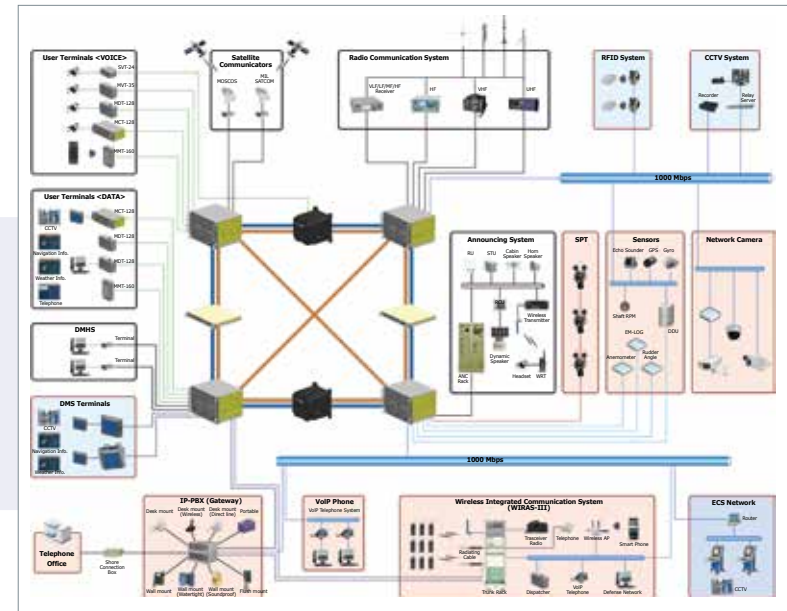 User Terminals <VOICE>
SVT-24
MVT-35
MDT-128
MCT-128
MMT-160
Satellite
Communicators
MOSCOS
MIL
SATCOM
Radio Communication System
VLF/LF/MF/HF
Receiver
HF
VHF
UHF
RFID System
CCTV System
Recorder
Relay
Server
1000 Mbps
User Terminals <DATA>
MCT-128
CCTV
MDT-128
Navigation Info.
MDT-128
Weather Info.
MMT-160
Telephone
Announcing System
RU
STU
Cabin
Speaker
Horn
Speaker
RCU
Wireless
Transmitter
Dynamic
Speaker
ANC
Rack
Headset
WRT
SPT
Sensors
Echo Sounder
GPS
Gyro
Shaft RPM
DDU
EM-LOG
Anemometer
Rudder
Angle
Network Camera
DMHS
Terminal
Terminal
DMS Terminals
CCTV
Navigation Info.
Weather Info.
1000 Mbps
Telephone
Office
Shore
Connection
Box
IP-PBX (Gateway)
Desk mount
Desk mount
(Wireless)
Desk mount
(Direct line)
Portable
Wall mount
Wall mount
(Watertight)
Wall mount
(Soundproof)
Flush mount
VoIP Phone
VoIP Telephone System
Wireless Integrated Communication System
(WIRAS-III)
Radiating
Cable
Trunk Rack
Trasceiver
Radio
Telephone
Wireless AP
Smart Phone
Dispatcher
VoIP
Telephone
Defense Network
ECS Network
Router
CCTV